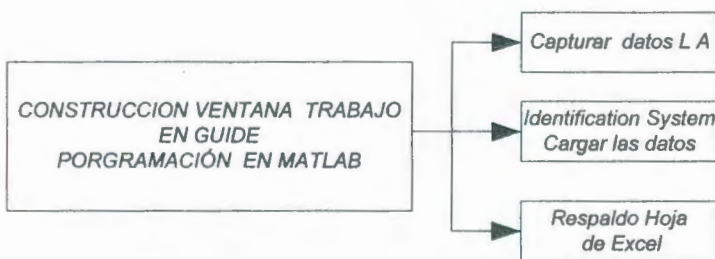 CONSTRUCCION VENTANA TRABAJO
EN GUIDE
PORGRAMACIÓN EN MATLAB
Capturar datos L A
Identification System
Cargar las datos
Respaldo Hoja
de Excel